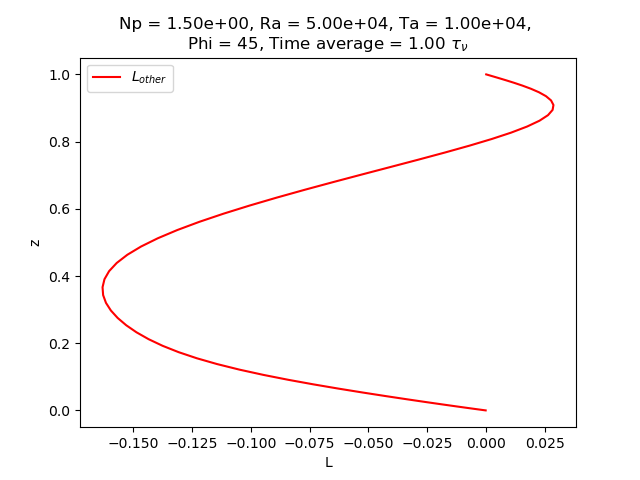 Np = 1.50e+00, Ra = 5.00e+04, Ta = 1.00e+04,
Phi = 45, Time average = 1.00 τν
L_other
1.0
0.8
0.6
z
0.4
0.2
0.0
−0.150 −0.125 −0.100 −0.075 −0.050 −0.025 0.000 0.025
L